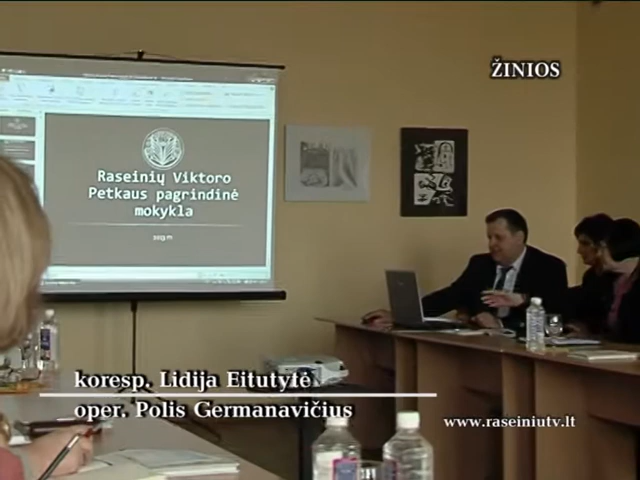 ŽINIOS
Raseinių Viktoro
Petkaus pagrindinė
mokykla
koresp. Lidija Eitutytė
oper. Polis Germanavičius
www.raseiniutv.lt